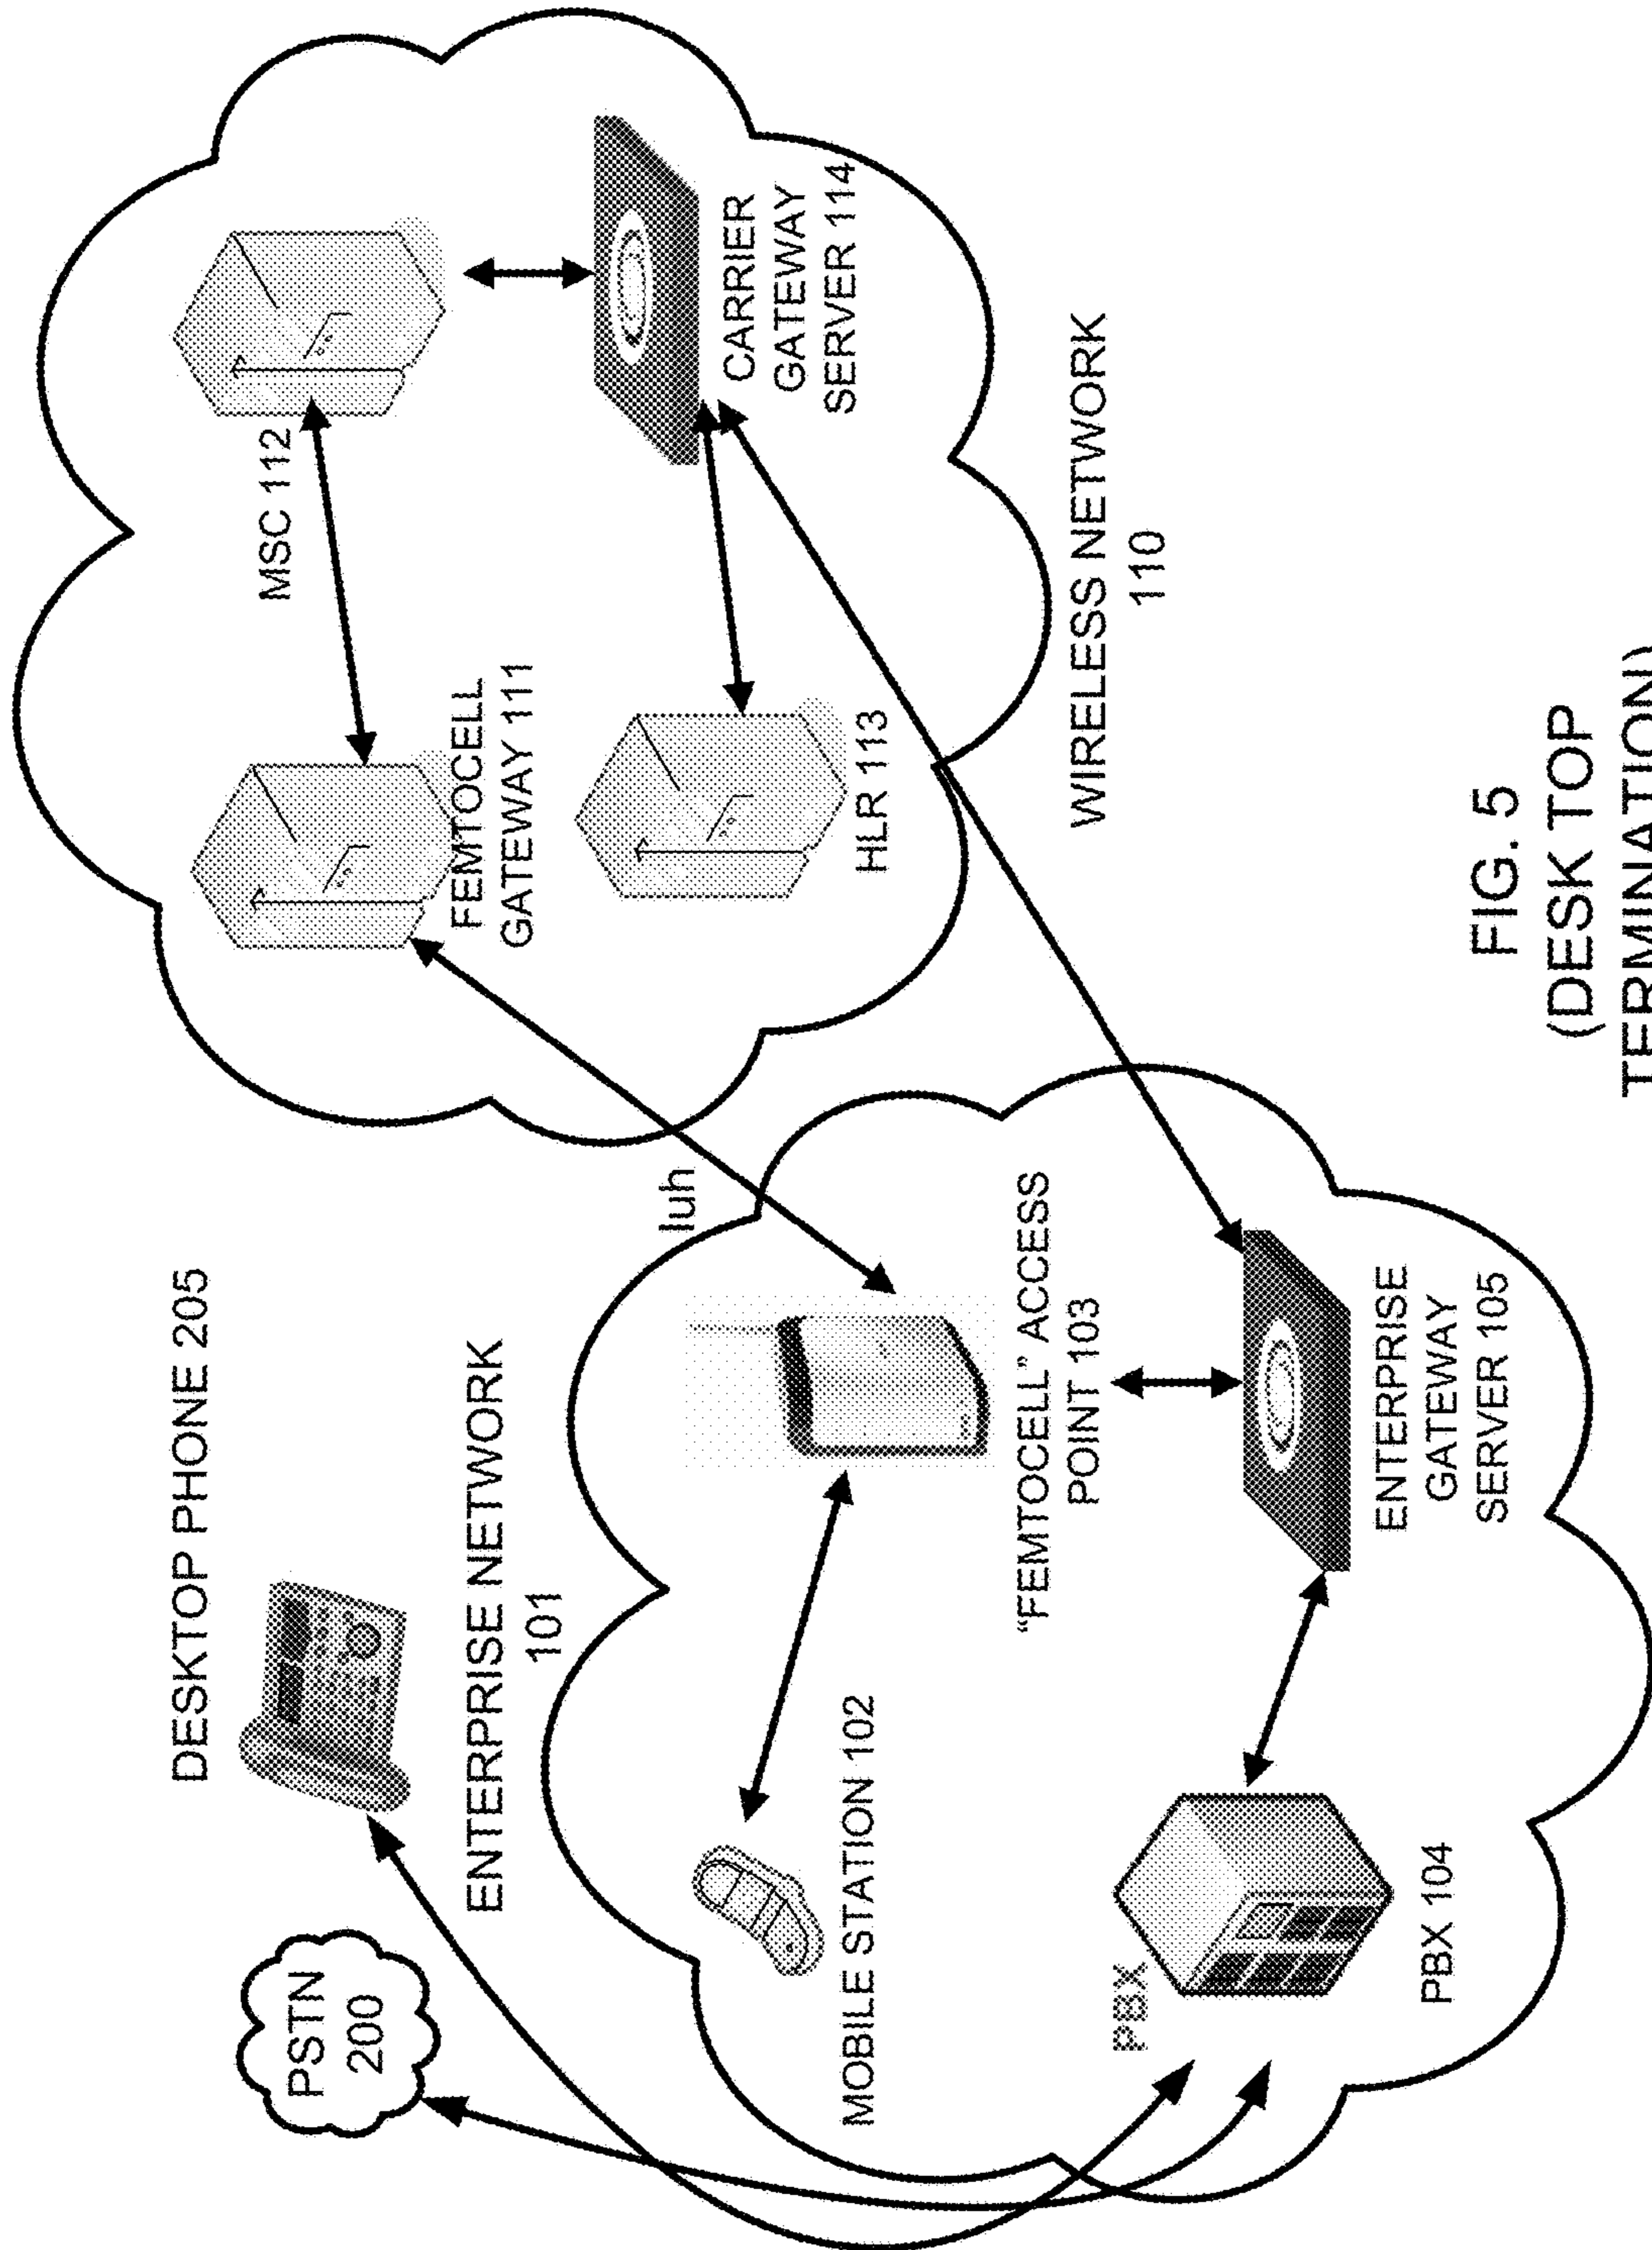 PSTN
200
DESKTOP PHONE 205
ENTERPRISE NETWORK
101
MOBILE STATION 102
"FEMTOCELL" ACCESS
POINT 103
PBX
PBX 104
ENTERPRISE
GATEWAY
SERVER 105
Iuh
MSC 112
FEMTOCELL
GATEWAY 111
HLR 113
CARRIER
GATEWAY
SERVER 114
WIRELESS NETWORK
110
FIG. 5
(DESK TOP
TERMINATION)